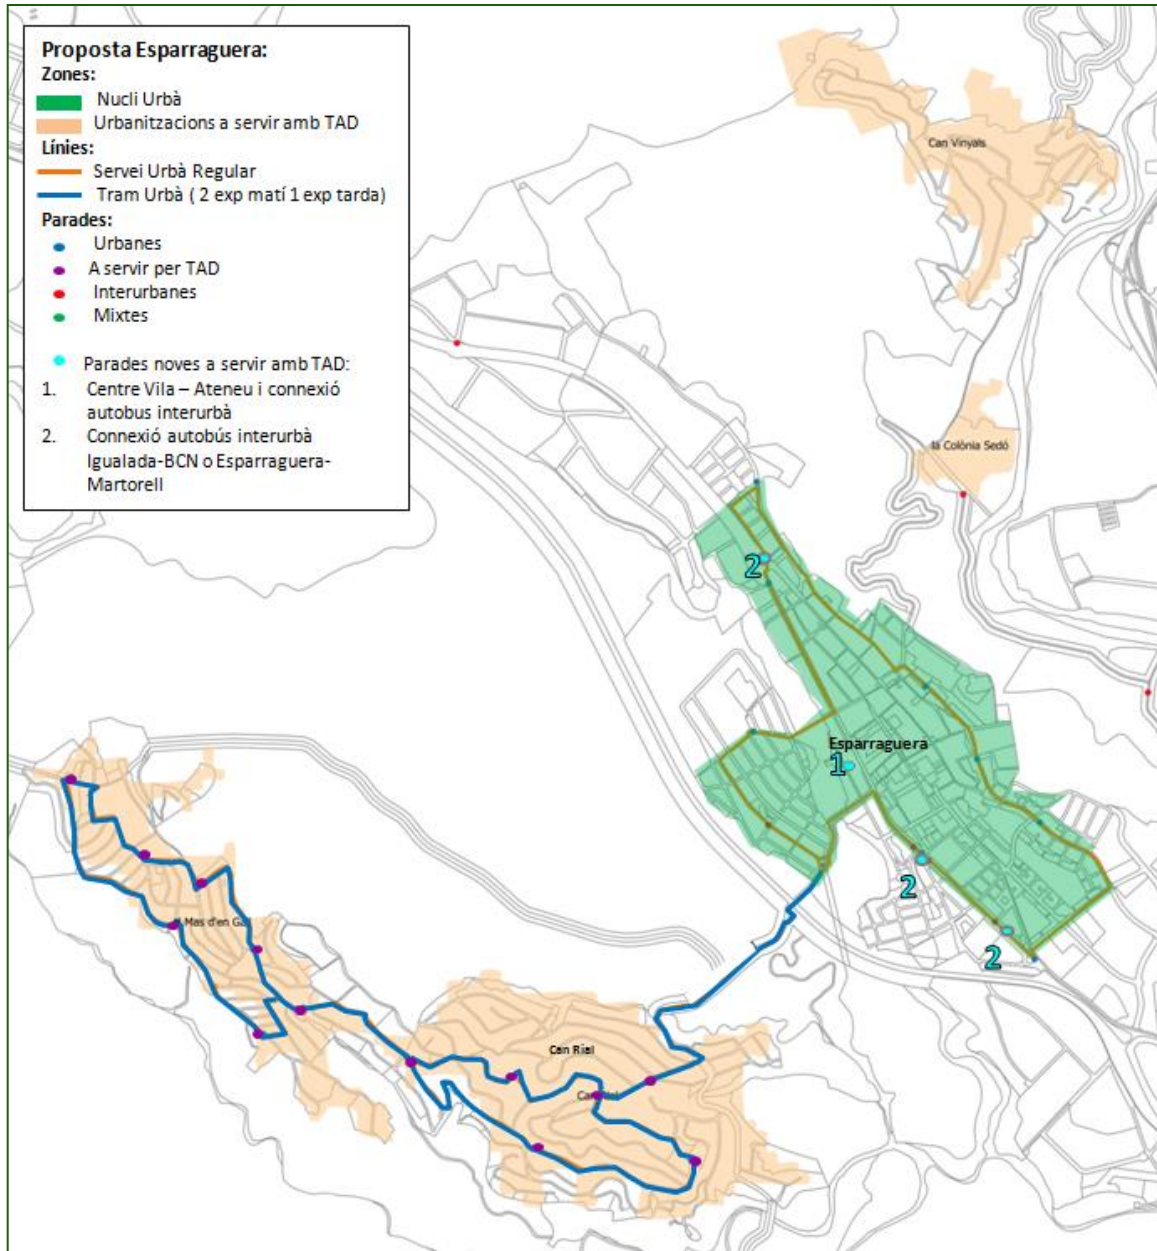 Proposta Esparraguera:
Zones:
Nucli Urbà
Urbanitzacions a servir amb TAD
Línies:
Servei Urbà Regular
Tram Urbà ( 2 exp matí 1 exp tarda)
Parades:
Urbanes
A servir per TAD
Interurbanes
Mixtes
Parades noves a servir amb TAD:
1. Centre Vila – Ateneu i connexió
autobus interurbà
2. Connexió autobús interurbà
Igualada-BCN o Esparraguera-
Martorell
Can Vinyals
la Colònia Sedó
2
Esparraguera
1
2
2
Mas d'en G
Can Rial